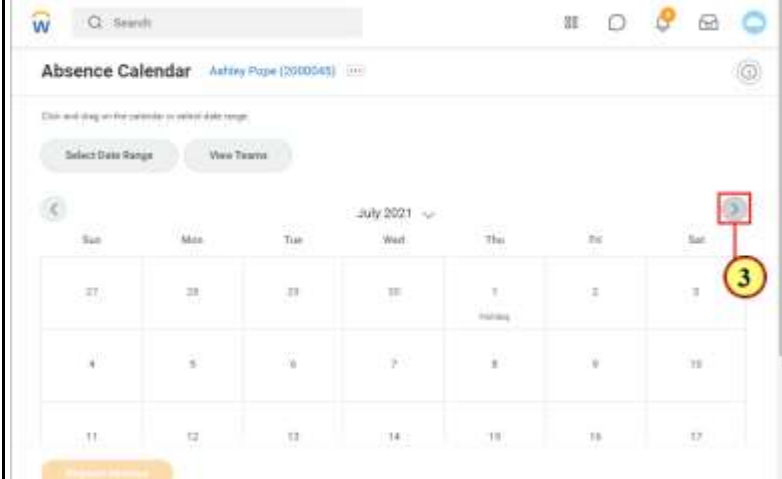 Search
Absence Calendar Ashley Pope (2000045)
Click and drag on the calendar or select date range.
Select Date Range View Teams
July 2021
Sun Mon Tue Wed Thu Fri Sat
27 28 29 30 1 2 3
Holiday
4 5 6 7 8 9 10
11 12 13 14 15 16 17
Request Absence
3